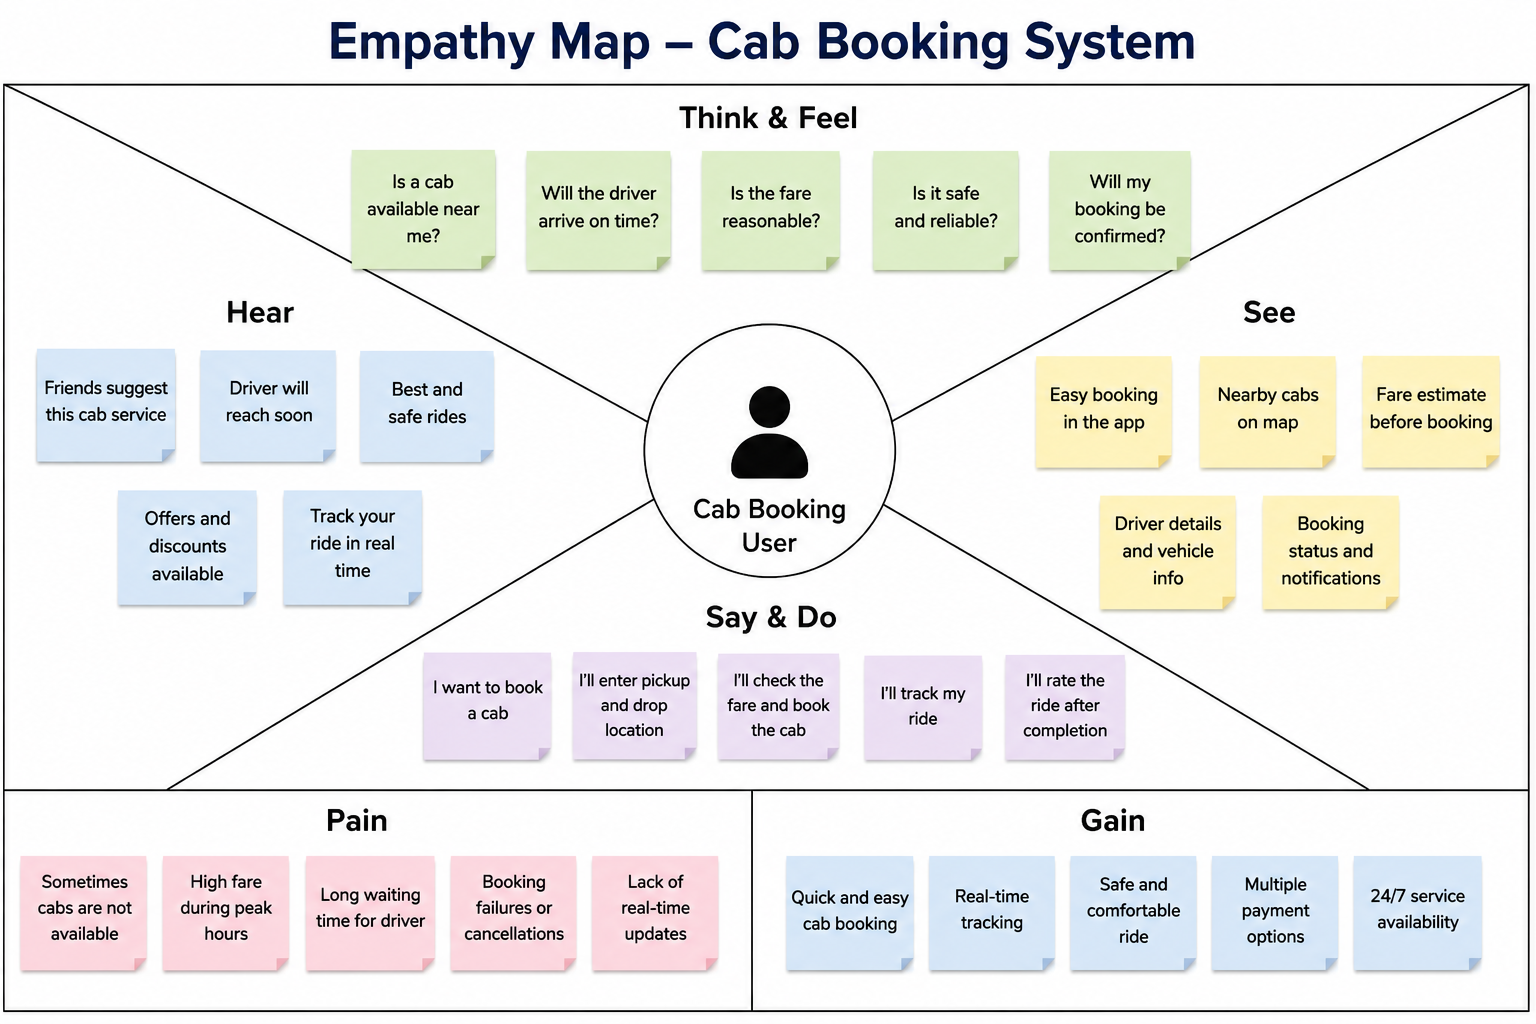 Empathy Map – Cab Booking System
Think & Feel
Is a cab
available near
me?
Will the driver
arrive on time?
Is the fare
reasonable?
Is it safe
and reliable?
Will my
booking be
confirmed?
Hear
Friends suggest
this cab service
Driver will
reach soon
Best and
safe rides
Offers and
discounts
available
Track your
ride in real
time
See
Easy booking
in the app
Nearby cabs
on map
Fare estimate
before booking
Driver details
and vehicle
info
Booking
status and
notifications
Cab Booking
User
Say & Do
I want to book
a cab
I'll enter pickup
and drop
location
I'll check the
fare and book
the cab
I'll track my
ride
I'll rate the
ride after
completion
Pain
Sometimes
cabs are not
available
High fare
during peak
hours
Long waiting
time for driver
Booking
failures or
cancellations
Lack of
real-time
updates
Gain
Quick and easy
cab booking
Real-time
tracking
Safe and
comfortable
ride
Multiple
payment
options
24/7 service
availability